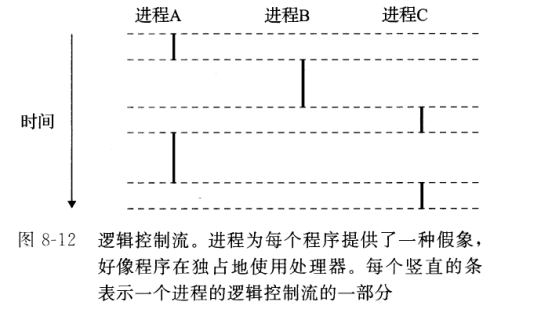 进程A 进程B 进程C
时间
图 8-12 逻辑控制流。进程为每个程序提供了一种假象，
好像程序在独占地使用处理器。每个竖直的条
表示一个进程的逻辑控制流的一部分